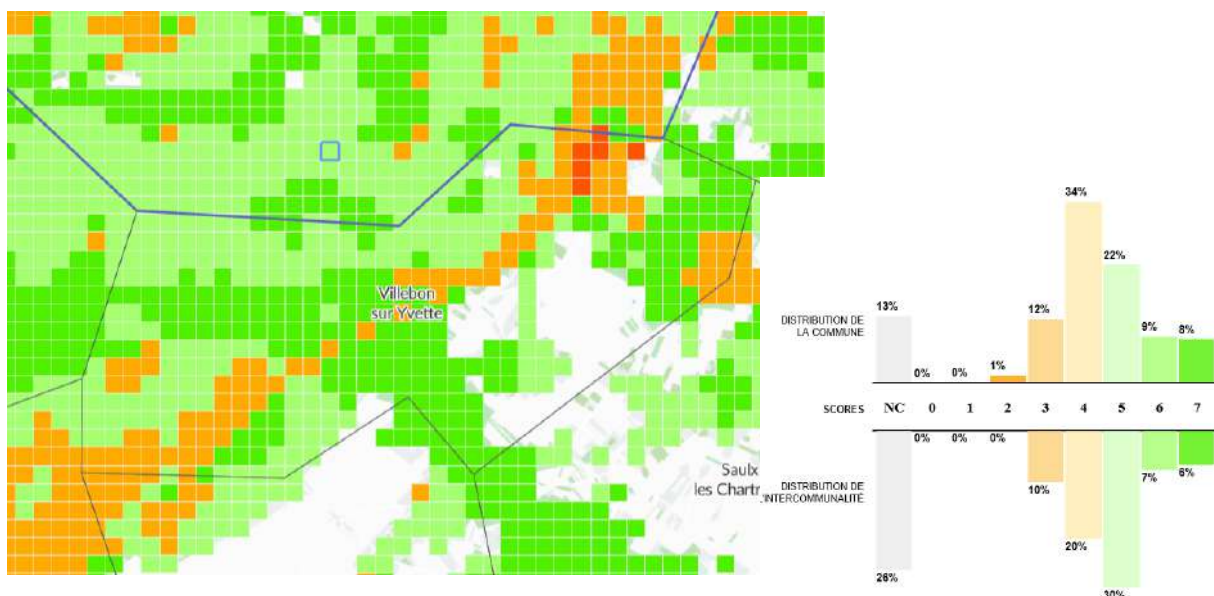 Villebon
sur Yvette
Saulx
les Chartr
34%
22%
13%
12%
9%
8%
1%
0%
0%
DISTRIBUTION DE
LA COMMUNE
SCORES NC 0 1 2 3 4 5 6 7
0% 0% 0%
DISTRIBUTION DE
L'INTERCOMMUNALITÉ
10%
7%
6%
20%
26%
30%